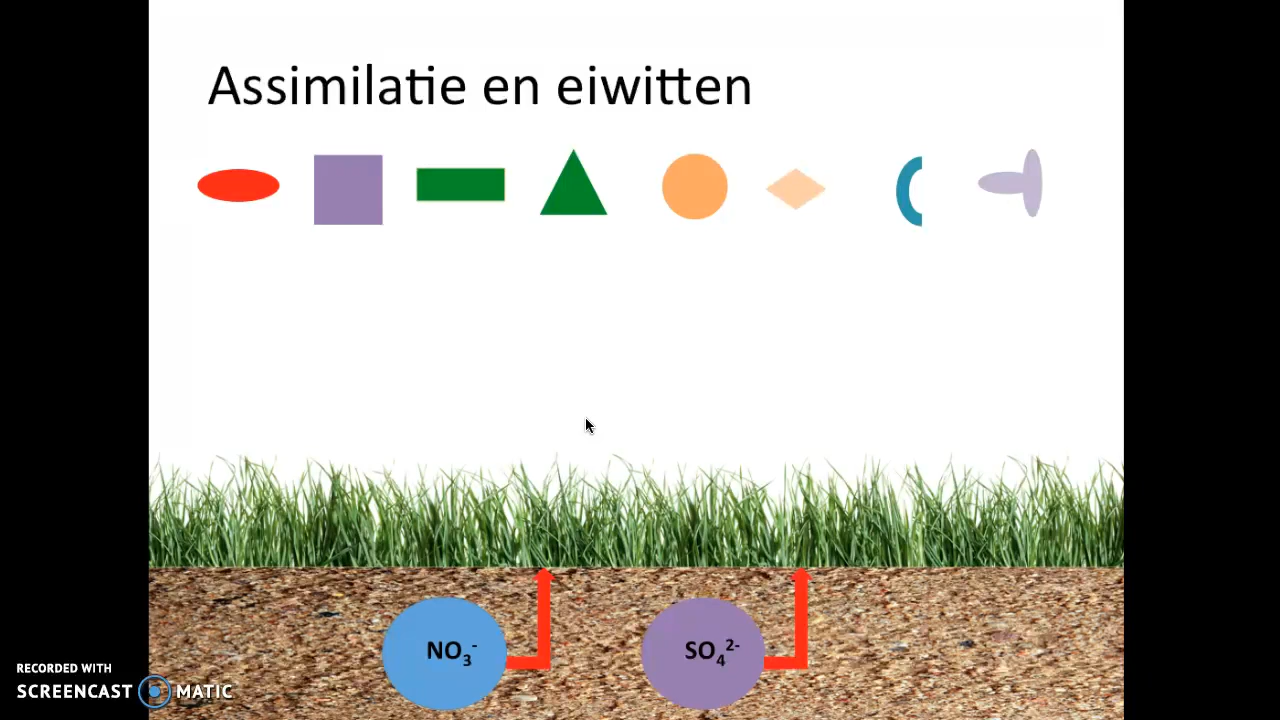 Assimilatie en eiwitten
NO₃⁻
SO₄²⁻
RECORDED WITH
SCREENCAST MATIC